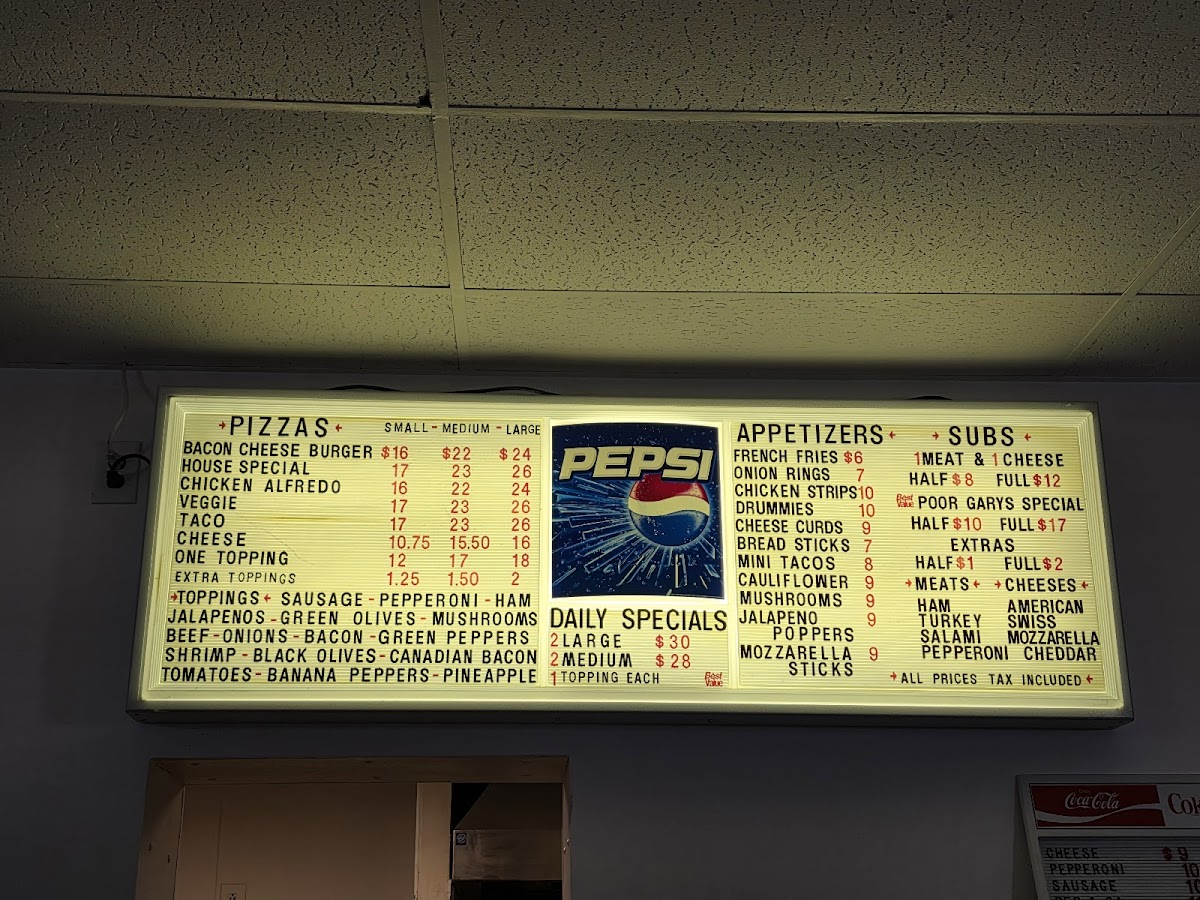 →PIZZAS← SMALL-MEDIUM-LARGE
BACON CHEESE BURGER $16 $22 $24
HOUSE SPECIAL 17 23 26
CHICKEN ALFREDO 16 22 24
VEGGIE 17 23 26
TACO 17 23 26
CHEESE 10.75 15.50 16
ONE TOPPING 12 17 18
EXTRA TOPPINGS 1.25 1.50 2
→TOPPINGS← SAUSAGE-PEPPERONI-HAM
JALAPENOS-GREEN OLIVES-MUSHROOMS
BEEF-ONIONS-BACON-GREEN PEPPERS
SHRIMP-BLACK OLIVES-CANADIAN BACON
TOMATOES-BANANA PEPPERS-PINEAPPLE
PEPSI
DAILY SPECIALS
2 LARGE $30
2 MEDIUM $28
1 TOPPING EACH Best Value
APPETIZERS←
FRENCH FRIES $6
ONION RINGS 7
CHICKEN STRIPS 10
DRUMMIES 10
CHEESE CURDS 9
BREAD STICKS 7
MINI TACOS 8
CAULIFLOWER 9
MUSHROOMS 9
JALAPENO 9
POPPERS
MOZZARELLA 9
STICKS
→SUBS←
1 MEAT & 1 CHEESE
HALF $8 FULL $12
Best Value POOR GARYS SPECIAL
HALF $10 FULL $17
EXTRAS
HALF $1 FULL $2
→MEATS← →CHEESES←
HAM AMERICAN
TURKEY SWISS
SALAMI MOZZARELLA
PEPPERONI CHEDDAR
→ALL PRICES TAX INCLUDED←
Coca-Cola
CHEESE $9
PEPPERONI 10
SAUSAGE